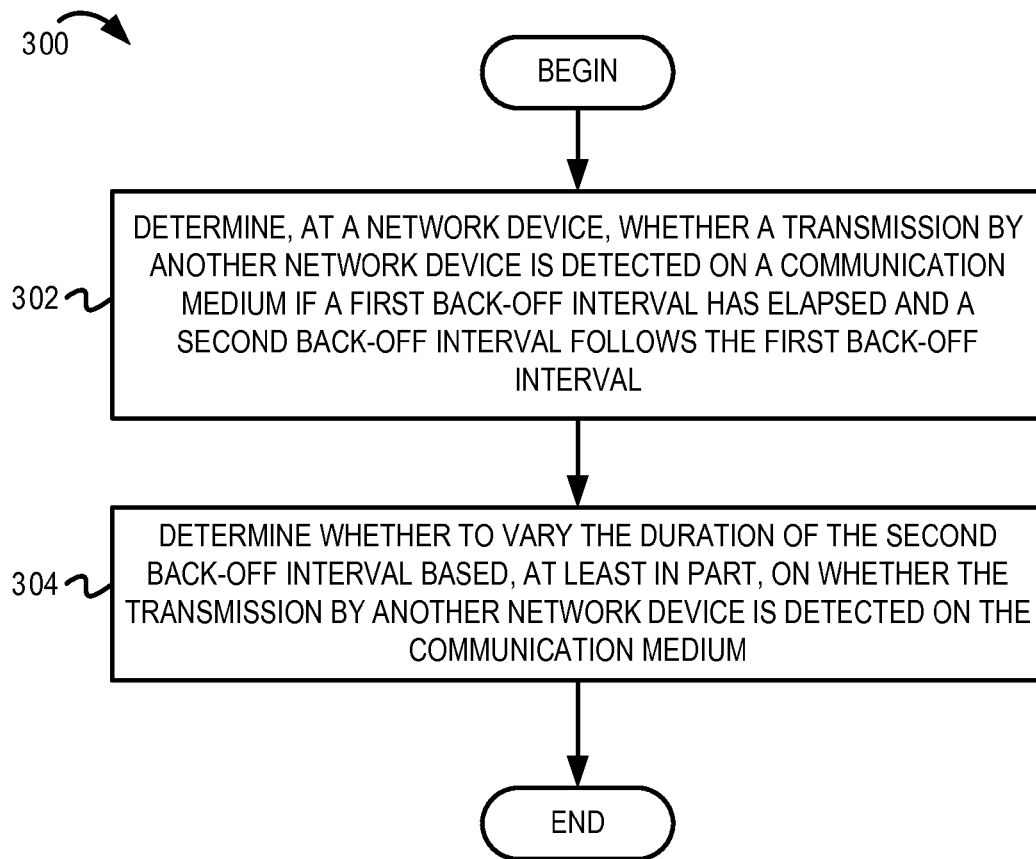 300
BEGIN
DETERMINE, AT A NETWORK DEVICE, WHETHER A TRANSMISSION BY
ANOTHER NETWORK DEVICE IS DETECTED ON A COMMUNICATION
MEDIUM IF A FIRST BACK-OFF INTERVAL HAS ELAPSED AND A
SECOND BACK-OFF INTERVAL FOLLOWS THE FIRST BACK-OFF
INTERVAL
302
DETERMINE WHETHER TO VARY THE DURATION OF THE SECOND
BACK-OFF INTERVAL BASED, AT LEAST IN PART, ON WHETHER THE
TRANSMISSION BY ANOTHER NETWORK DEVICE IS DETECTED ON THE
COMMUNICATION MEDIUM
304
END